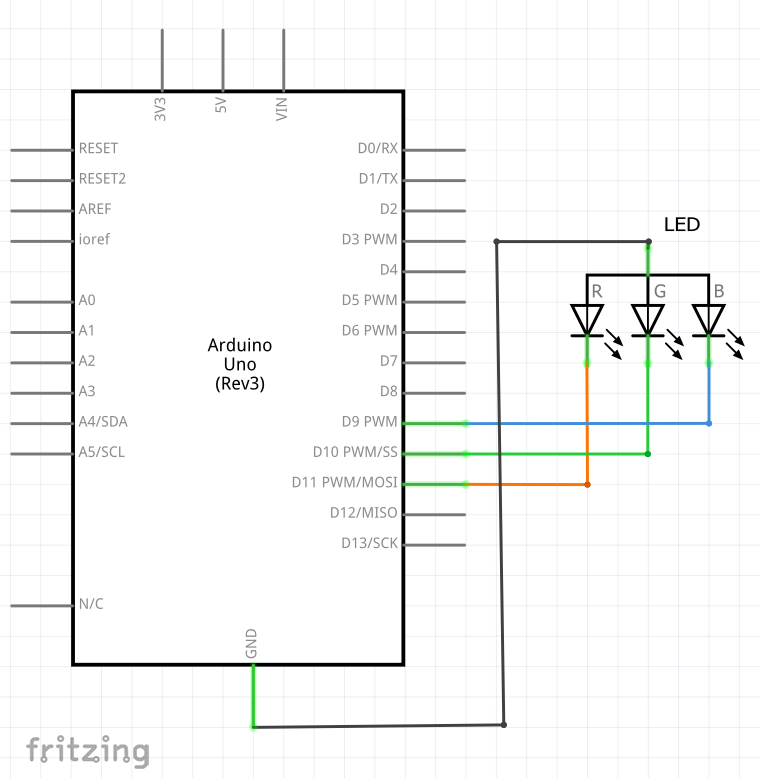 3V3
5V
VIN
RESET
D0/RX
RESET2
D1/TX
AREF
D2
LED
ioref
D3 PWM
D4
R
G
B
A0
D5 PWM
A1
D6 PWM
Arduino
Uno
(Rev3)
A2
D7
A3
D8
A4/SDA
D9 PWM
A5/SCL
D10 PWM/SS
D11 PWM/MOSI
D12/MISO
D13/SCK
N/C
GND
fritzing